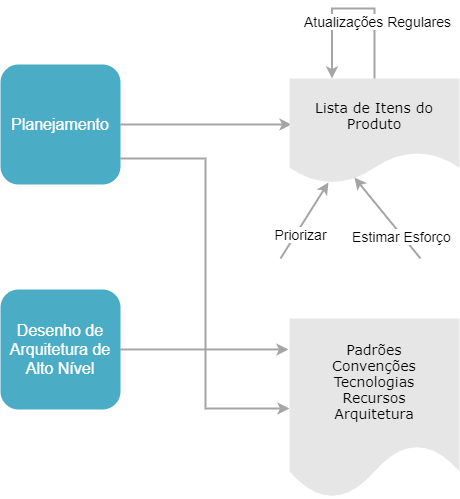 Atualizações Regulares
Planejamento
Lista de Itens do
Produto
Priorizar
Estimar Esforço
Desenho de
Arquitetura de
Alto Nível
Padrões
Convenções
Tecnologias
Recursos
Arquitetura